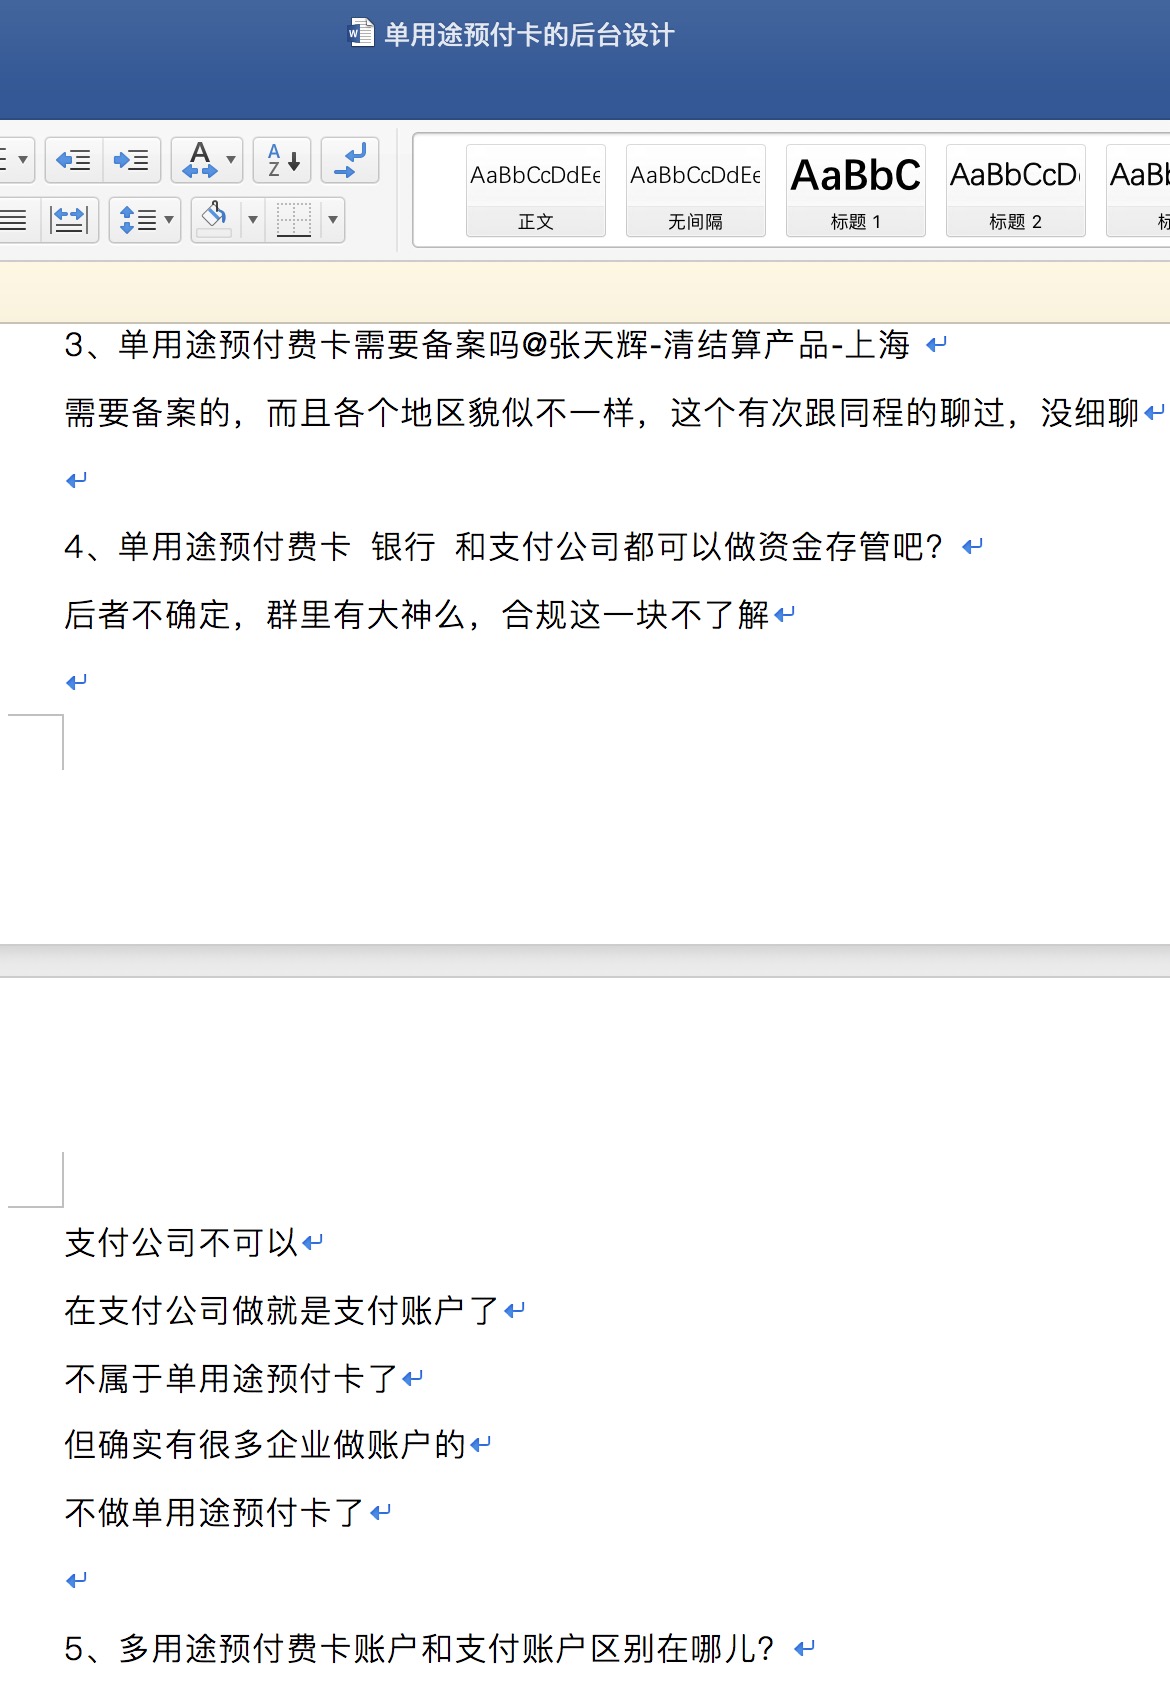 单用途预付卡的后台设计
AaBbCcDdEe
AaBbCcDdEe
AaBbC
AaBbCcD
AaBb
正文
无间隔
标题 1
标题 2
标
3、单用途预付费卡需要备案吗@张天辉-清结算产品-上海
需要备案的，而且各个地区貌似不一样，这个有次跟同程的聊过，没细聊
4、单用途预付费卡 银行 和支付公司都可以做资金存管吧？
后者不确定，群里有大神么，合规这一块不了解
支付公司不可以
在支付公司做就是支付账户了
不属于单用途预付卡了
但确实有很多企业做账户的
不做单用途预付卡了
5、多用途预付费卡账户和支付账户区别在哪儿？